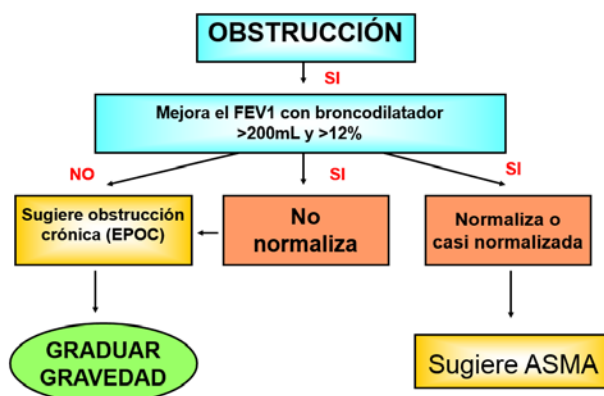 OBSTRUCCIÓN
SI
Mejora el FEV1 con broncodilatador
>200mL y >12%
NO
SI
SI
Sugiere obstrucción
crónica (EPOC)
No
normaliza
Normaliza o
casi normalizada
GRADUAR
GRAVEDAD
Sugiere ASMA